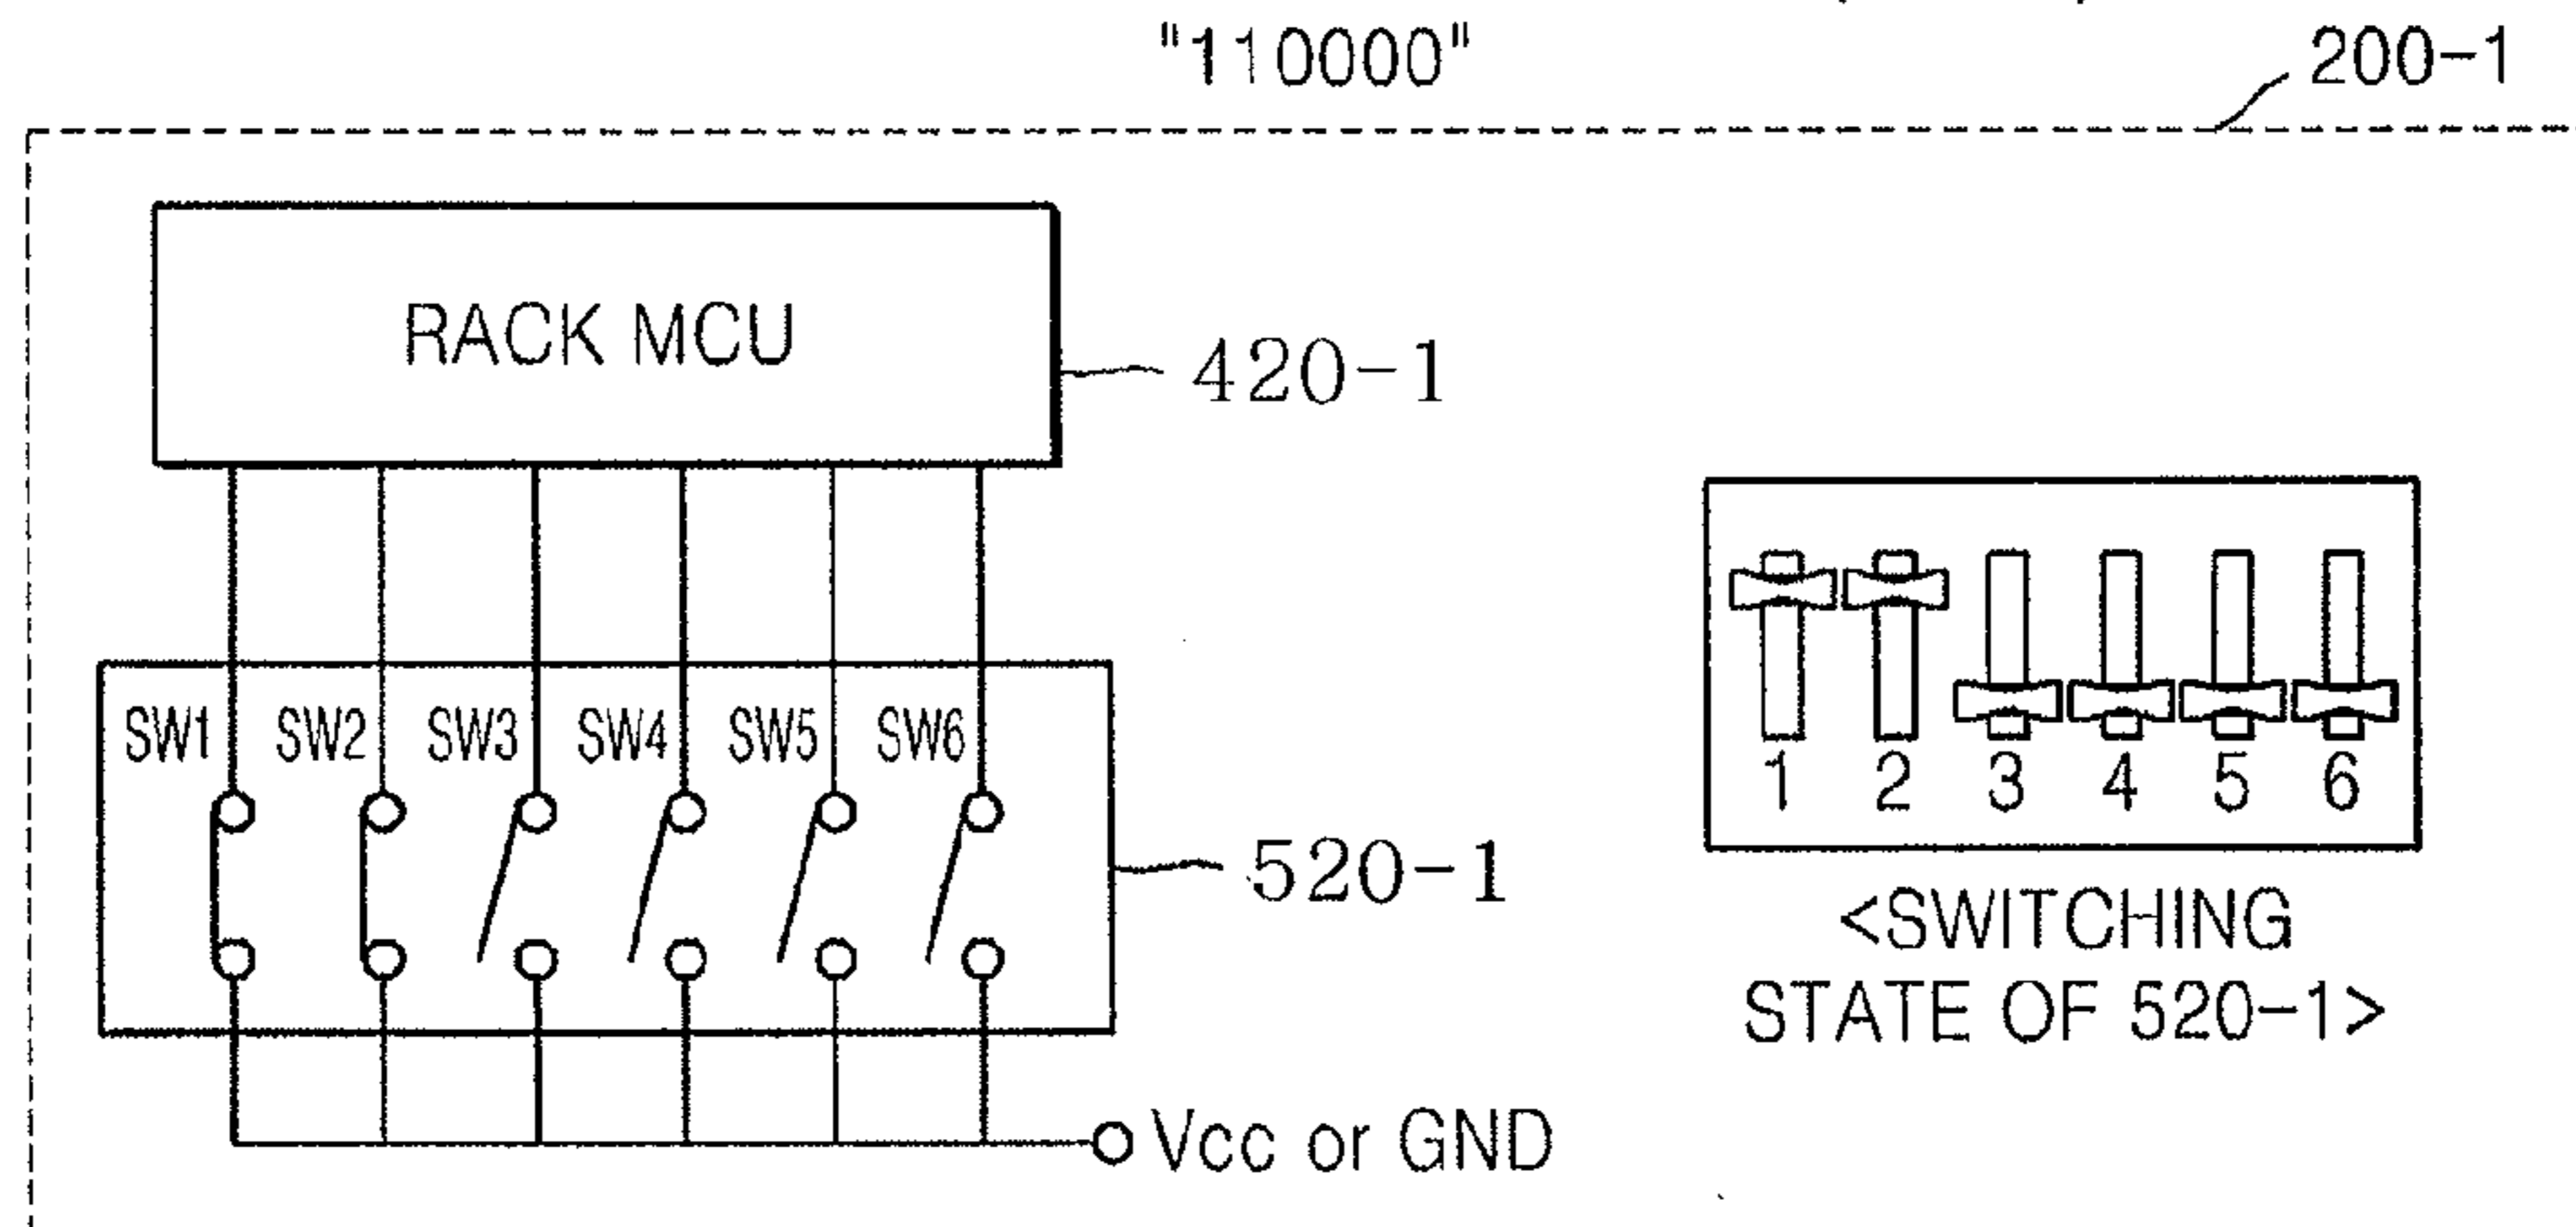 "110000"
200-1
RACK MCU
420-1
SW1 SW2 SW3 SW4 SW5 SW6
1 2 3 4 5 6
520-1
<SWITCHING
STATE OF 520-1>
Vcc or GND